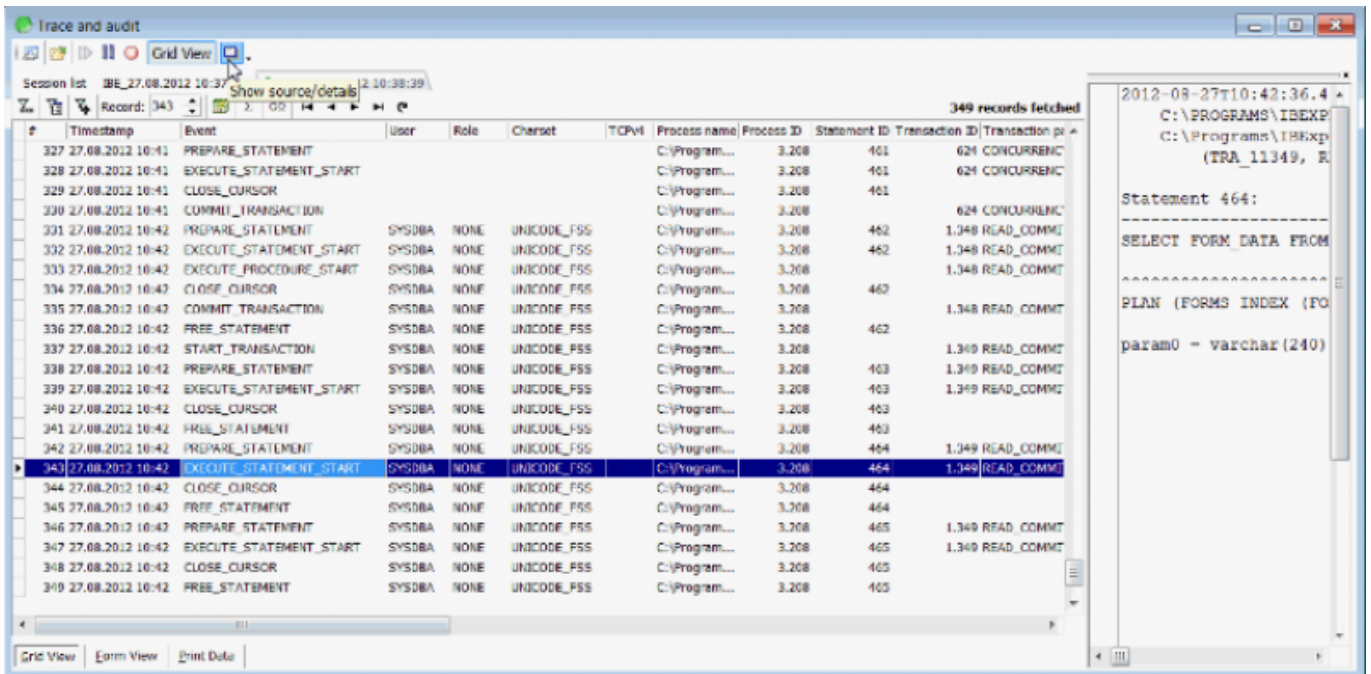 Trace and audit
Grid View
Session list IBE_27.08.2012 10:37 2 10:38:39
Show source/details
Record: 343 349 records fetched
# Timestamp Event User Role Charset TCPv4 Process name Process ID Statement ID Transaction ID Transaction pa
327 27.08.2012 10:41 PREPARE_STATEMENT C:\Program... 3.208 461 624 CONCURRENC
328 27.08.2012 10:41 EXECUTE_STATEMENT_START C:\Program... 3.208 461 624 CONCURRENC
329 27.08.2012 10:41 CLOSE_CURSOR C:\Program... 3.208 461
330 27.08.2012 10:41 COMMIT_TRANSACTION C:\Program... 3.208 624 CONCURRENC
331 27.08.2012 10:42 PREPARE_STATEMENT SYSDBA NONE UNICODE_FSS C:\Program... 3.208 462 1.348 READ_COMMIT
332 27.08.2012 10:42 EXECUTE_STATEMENT_START SYSDBA NONE UNICODE_FSS C:\Program... 3.208 462 1.348 READ_COMMIT
333 27.08.2012 10:42 EXECUTE_PROCEDURE_START SYSDBA NONE UNICODE_FSS C:\Program... 3.208 1.348 READ_COMMIT
334 27.08.2012 10:42 CLOSE_CURSOR SYSDBA NONE UNICODE_FSS C:\Program... 3.208 462
335 27.08.2012 10:42 COMMIT_TRANSACTION SYSDBA NONE UNICODE_FSS C:\Program... 3.208 1.348 READ_COMMIT
336 27.08.2012 10:42 FREE_STATEMENT SYSDBA NONE UNICODE_FSS C:\Program... 3.208 462
337 27.08.2012 10:42 START_TRANSACTION SYSDBA NONE UNICODE_FSS C:\Program... 3.208 1.349 READ_COMMIT
338 27.08.2012 10:42 PREPARE_STATEMENT SYSDBA NONE UNICODE_FSS C:\Program... 3.208 463 1.349 READ_COMMIT
339 27.08.2012 10:42 EXECUTE_STATEMENT_START SYSDBA NONE UNICODE_FSS C:\Program... 3.208 463 1.349 READ_COMMIT
340 27.08.2012 10:42 CLOSE_CURSOR SYSDBA NONE UNICODE_FSS C:\Program... 3.208 463
341 27.08.2012 10:42 FREE_STATEMENT SYSDBA NONE UNICODE_FSS C:\Program... 3.208 463
342 27.08.2012 10:42 PREPARE_STATEMENT SYSDBA NONE UNICODE_FSS C:\Program... 3.208 464 1.349 READ_COMMIT
343 27.08.2012 10:42 EXECUTE_STATEMENT_START SYSDBA NONE UNICODE_FSS C:\Program... 3.208 464 1.349 READ_COMMIT
344 27.08.2012 10:42 CLOSE_CURSOR SYSDBA NONE UNICODE_FSS C:\Program... 3.208 464
345 27.08.2012 10:42 FREE_STATEMENT SYSDBA NONE UNICODE_FSS C:\Program... 3.208 464
346 27.08.2012 10:42 PREPARE_STATEMENT SYSDBA NONE UNICODE_FSS C:\Program... 3.208 465 1.349 READ_COMMIT
347 27.08.2012 10:42 EXECUTE_STATEMENT_START SYSDBA NONE UNICODE_FSS C:\Program... 3.208 465 1.349 READ_COMMIT
348 27.08.2012 10:42 CLOSE_CURSOR SYSDBA NONE UNICODE_FSS C:\Program... 3.208 465
349 27.08.2012 10:42 FREE_STATEMENT SYSDBA NONE UNICODE_FSS C:\Program... 3.208 465
Grid View Form View Print Data
2012-08-27T10:42:36.4
C:\PROGRAMS\IBEXP
C:\Programs\IBExp
(TRA_11349, R
Statement 464:
---------------------
SELECT FORM_DATA FROM
^^^^^^^^^^^^^^^^^^^^^
PLAN (FORMS INDEX (FO
param0 = varchar(240)